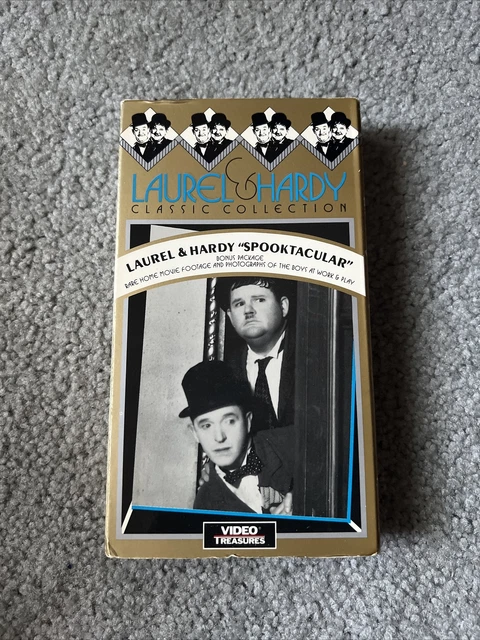 LAUREL & HARDY
CLASSIC COLLECTION
LAUREL & HARDY "SPOOKTACULAR"
BONUS PACKAGE
RARE HOME MOVIE FOOTAGE AND PHOTOGRAPHS OF THE BOYS AT WORK & PLAY
VIDEO
TREASURES